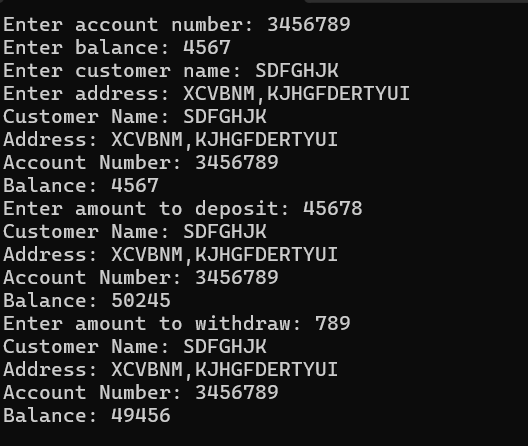 Enter account number: 3456789
Enter balance: 4567
Enter customer name: SDFGHJK
Enter address: XCVBNM,KJHGFDERTYUI
Customer Name: SDFGHJK
Address: XCVBNM,KJHGFDERTYUI
Account Number: 3456789
Balance: 4567
Enter amount to deposit: 45678
Customer Name: SDFGHJK
Address: XCVBNM,KJHGFDERTYUI
Account Number: 3456789
Balance: 50245
Enter amount to withdraw: 789
Customer Name: SDFGHJK
Address: XCVBNM,KJHGFDERTYUI
Account Number: 3456789
Balance: 49456